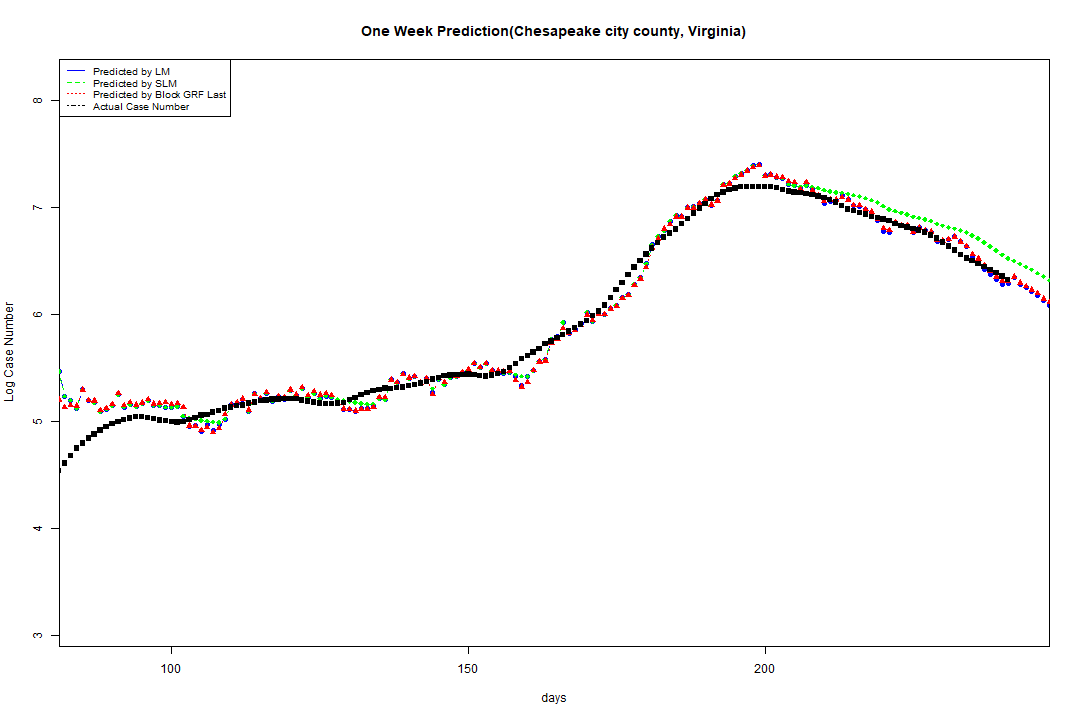 One Week Prediction(Chesapeake city county, Virginia)
Predicted by LM
Predicted by SLM
Predicted by Block GRF Last
Actual Case Number
Log Case Number
8
7
6
5
4
3
100
150
200
days